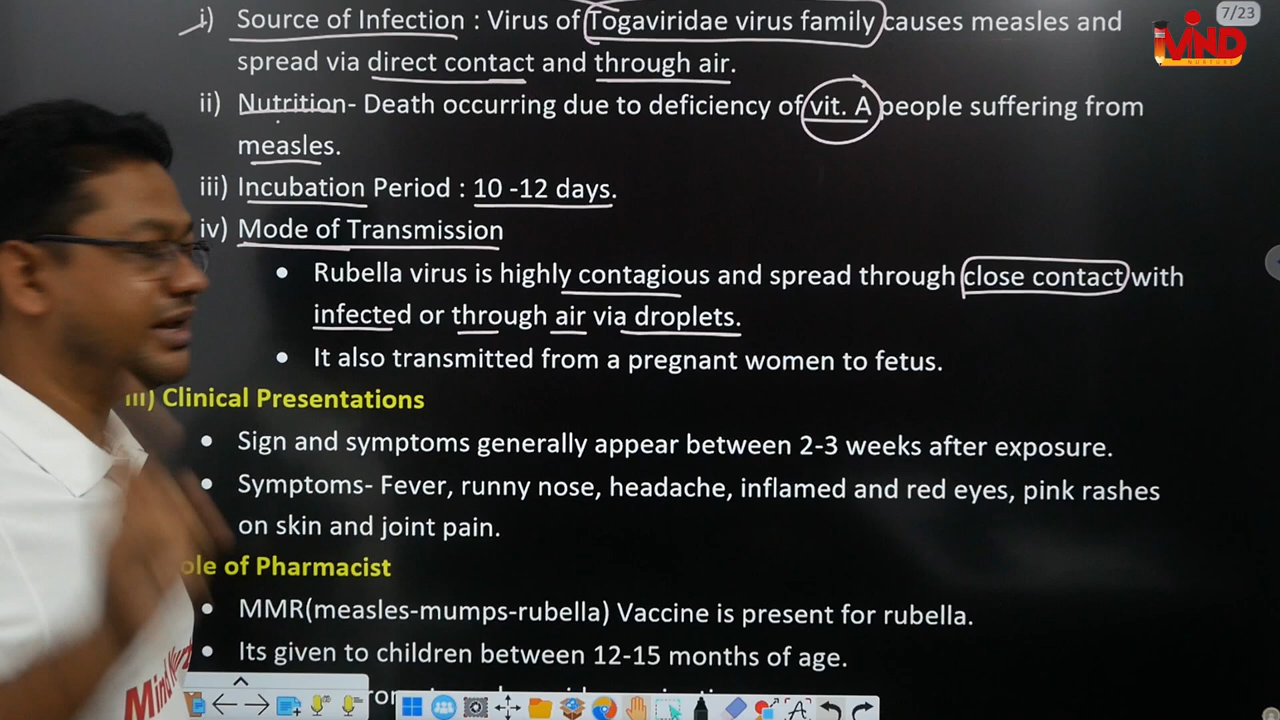 7/23
MIND
NURTURE
i) Source of Infection : Virus of Togaviridae virus family causes measles and
spread via direct contact and through air.
ii) Nutrition- Death occurring due to deficiency of vit. A people suffering from
measles.
iii) Incubation Period : 10 -12 days.
iv) Mode of Transmission
• Rubella virus is highly contagious and spread through close contact with
infected or through air via droplets.
• It also transmitted from a pregnant women to fetus.
III) Clinical Presentations
• Sign and symptoms generally appear between 2-3 weeks after exposure.
• Symptoms- Fever, runny nose, headache, inflamed and red eyes, pink rashes
on skin and joint pain.
ole of Pharmacist
• MMR(measles-mumps-rubella) Vaccine is present for rubella.
• Its given to children between 12-15 months of age.
Mind Nur